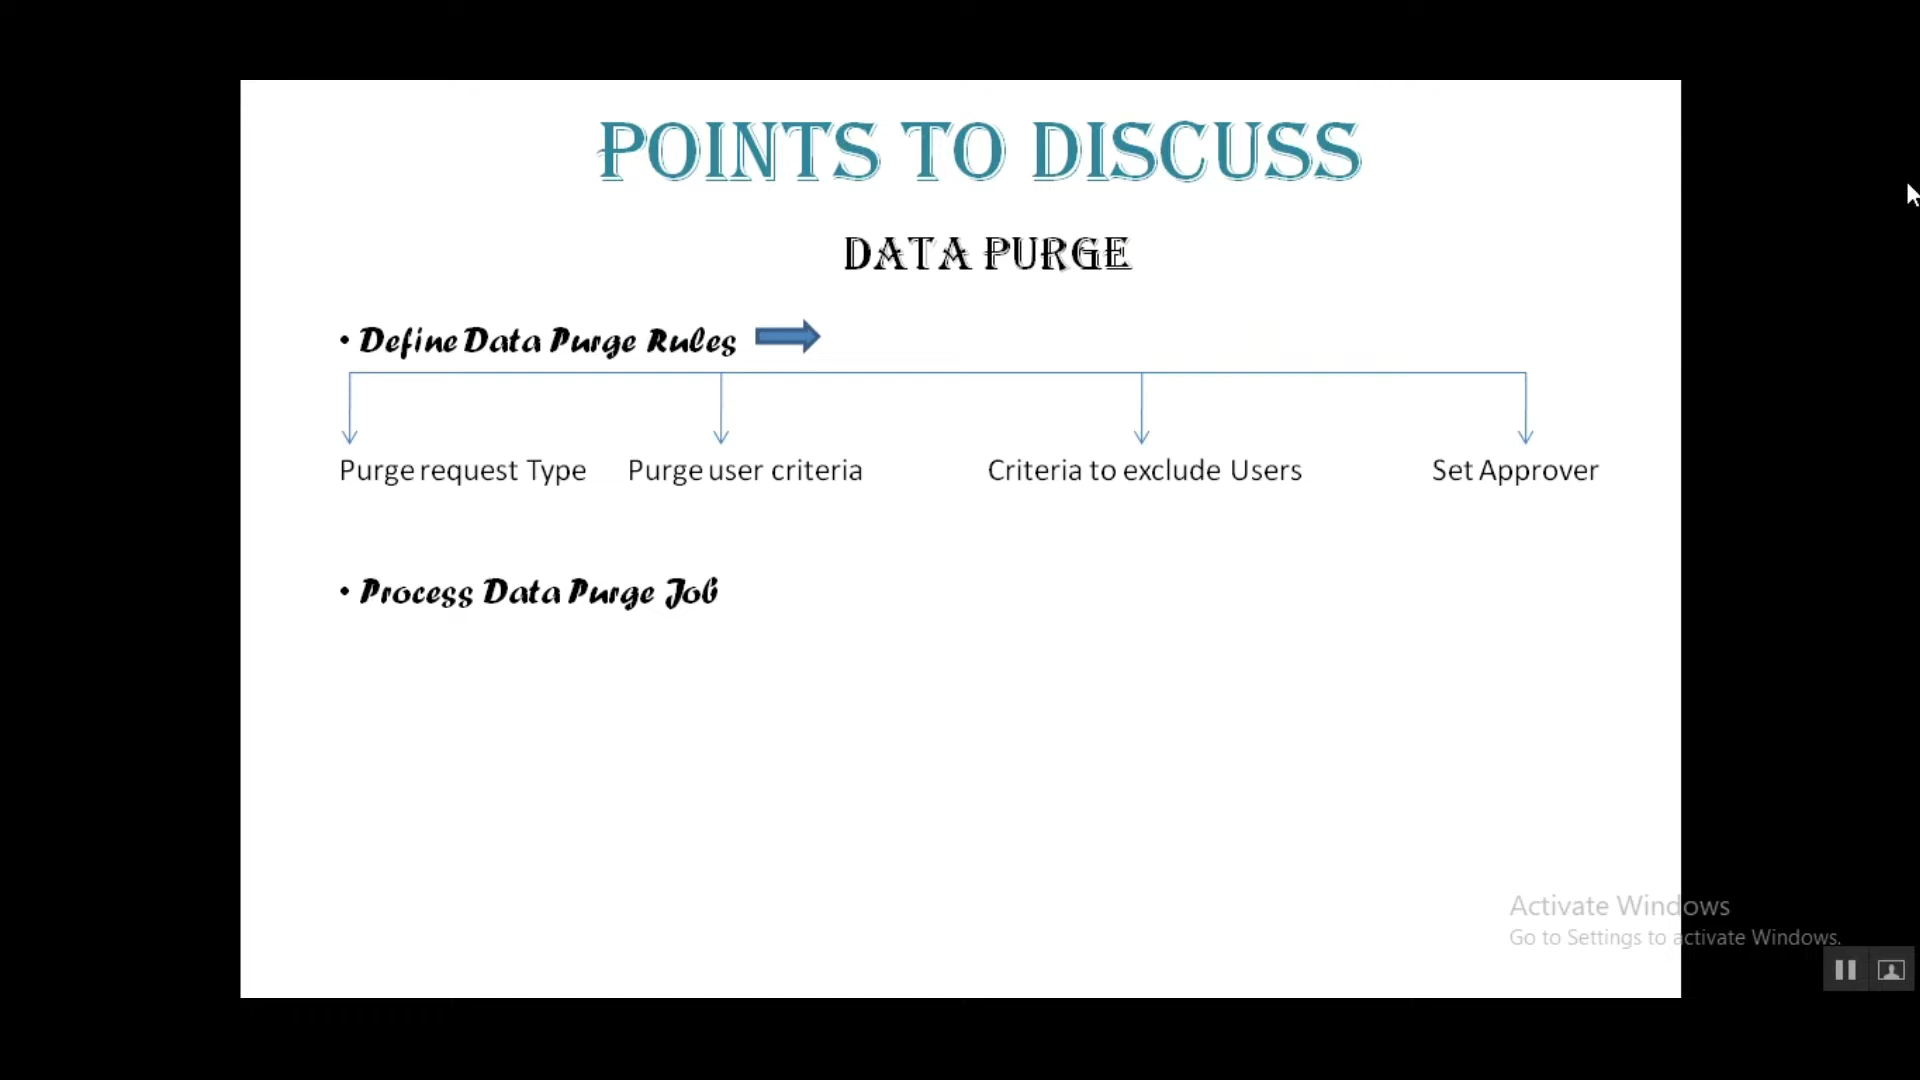 POINTS TO DISCUSS
DATA PURGE
• Define Data Purge Rules
Purge request Type Purge user criteria Criteria to exclude Users Set Approver
• Process Data Purge Job
Activate Windows
Go to Settings to activate Windows.